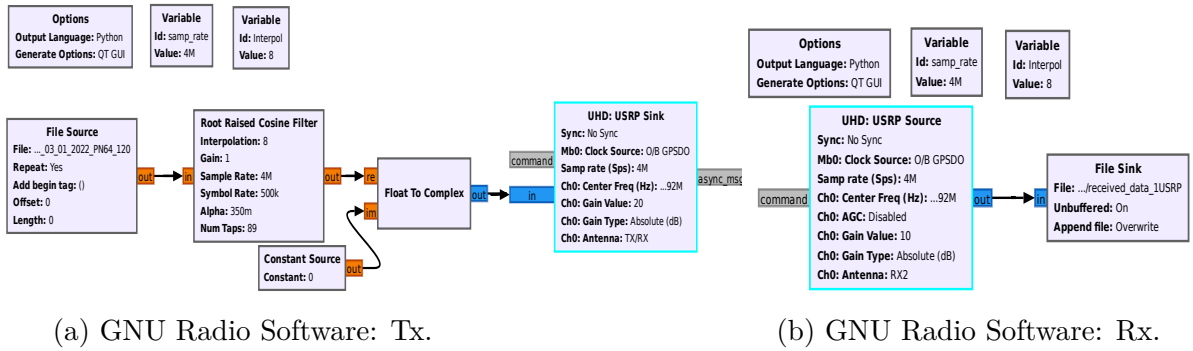 Options
Output Language: Python
Generate Options: QT GUI
Variable
Id: samp_rate
Value: 4M
Variable
Id: Interpol
Value: 8
File Source
File: ..._03_01_2022_PN64_120
Repeat: Yes
Add begin tag: ()
Offset: 0
Length: 0
out
in
Root Raised Cosine Filter
Interpolation: 8
Gain: 1
Sample Rate: 4M
Symbol Rate: 500k
Alpha: 350m
Num Taps: 89
out
Constant Source
Constant: 0
out
re
im
Float To Complex
out
command
in
UHD: USRP Sink
Sync: No Sync
Mb0: Clock Source: O/B GPSDO
Samp rate (Sps): 4M
Ch0: Center Freq (Hz): ...92M
Ch0: Gain Value: 20
Ch0: Gain Type: Absolute (dB)
Ch0: Antenna: TX/RX
async_msg
(a) GNU Radio Software: Tx.
Options
Output Language: Python
Generate Options: QT GUI
Variable
Id: samp_rate
Value: 4M
Variable
Id: Interpol
Value: 8
command
UHD: USRP Source
Sync: No Sync
Mb0: Clock Source: O/B GPSDO
Samp rate (Sps): 4M
Ch0: Center Freq (Hz): ...92M
Ch0: AGC: Disabled
Ch0: Gain Value: 10
Ch0: Gain Type: Absolute (dB)
Ch0: Antenna: RX2
out
in
File Sink
File: .../received_data_1USRP
Unbuffered: On
Append file: Overwrite
(b) GNU Radio Software: Rx.